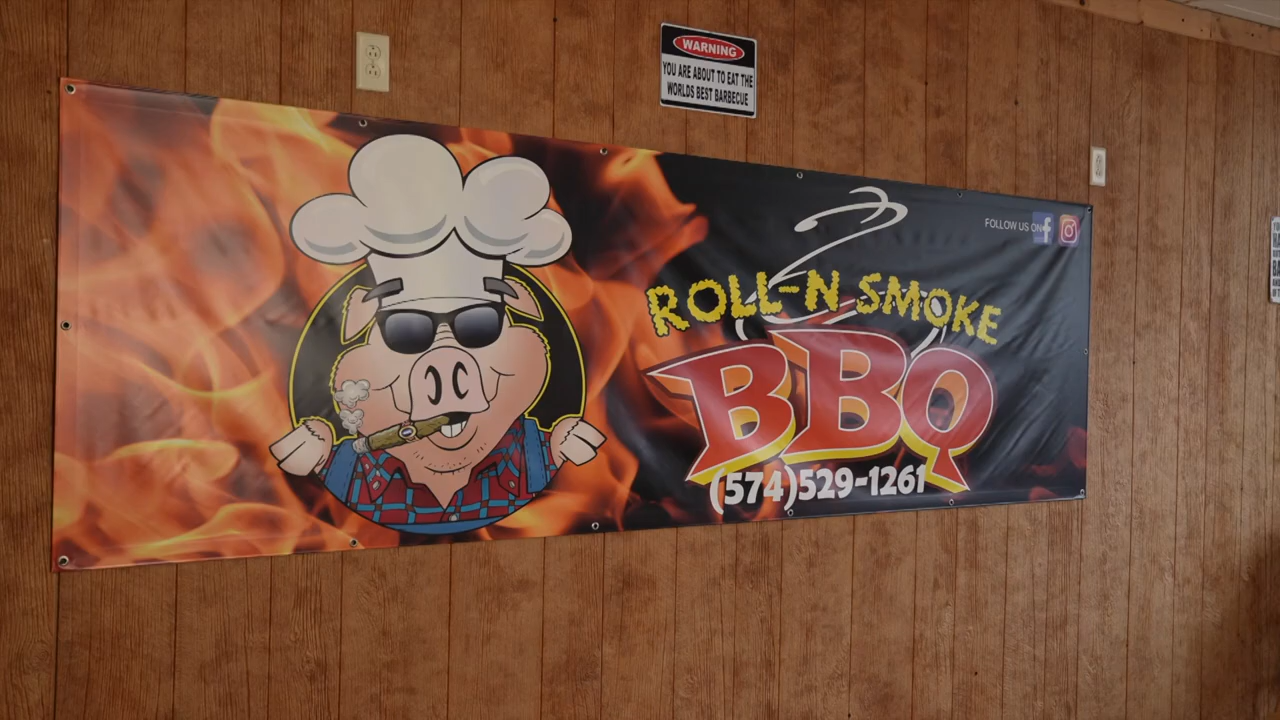 WARNING
YOU ARE ABOUT TO EAT THE
WORLDS BEST BARBECUE
FOLLOW US ON
ROLL-N SMOKE
BBQ
(574)529-1261